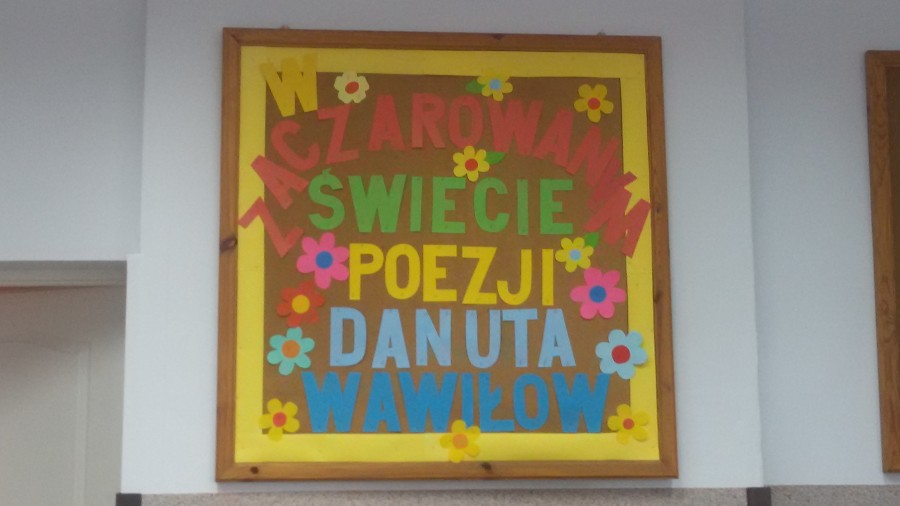 W
ZACZAROWANYM
ŚWIECIE
POEZJI
DANUTA
WAWIŁOW